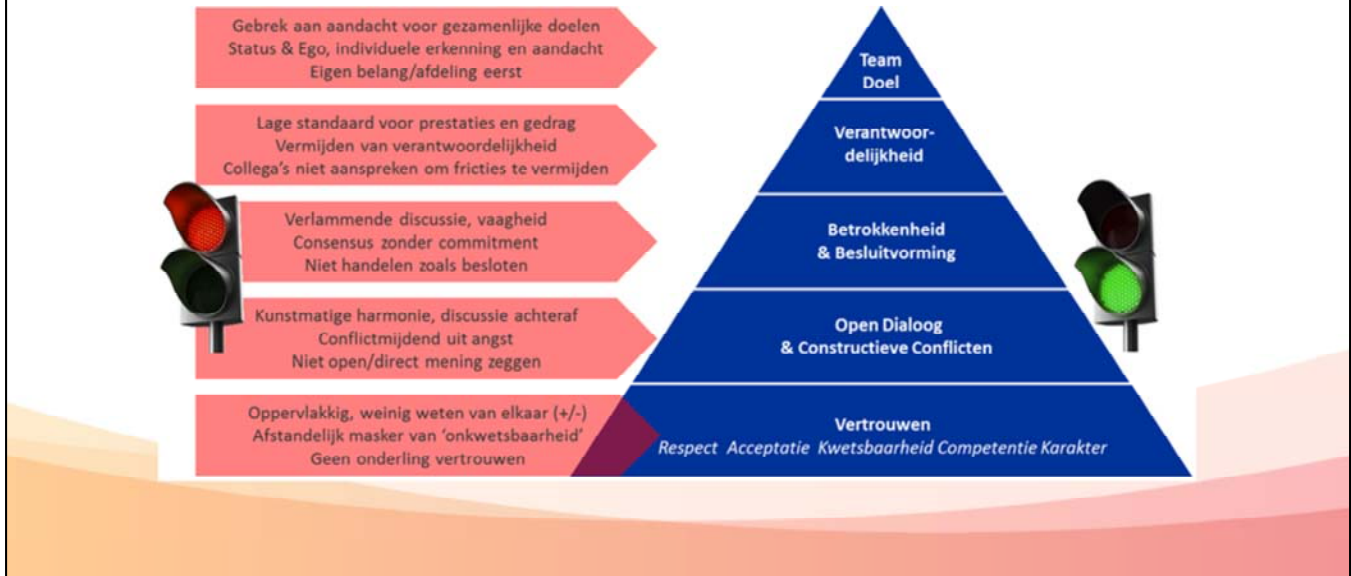 Gebrek aan aandacht voor gezamenlijke doelen
Status & Ego, individuele erkenning en aandacht
Eigen belang/afdeling eerst
Team
Doel
Lage standaard voor prestaties en gedrag
Vermijden van verantwoordelijkheid
Collega's niet aanspreken om fricties te vermijden
Verantwoor-
delijkheid
Verlammende discussie, vaagheid
Consensus zonder commitment
Niet handelen zoals besloten
Betrokkenheid
& Besluitvorming
Kunstmatige harmonie, discussie achteraf
Conflictmijdend uit angst
Niet open/direct mening zeggen
Open Dialoog
& Constructieve Conflicten
Oppervlakkig, weinig weten van elkaar (+/-)
Afstandelijk masker van 'onkwetsbaarheid'
Geen onderling vertrouwen
Vertrouwen
Respect Acceptatie Kwetsbaarheid Competentie Karakter